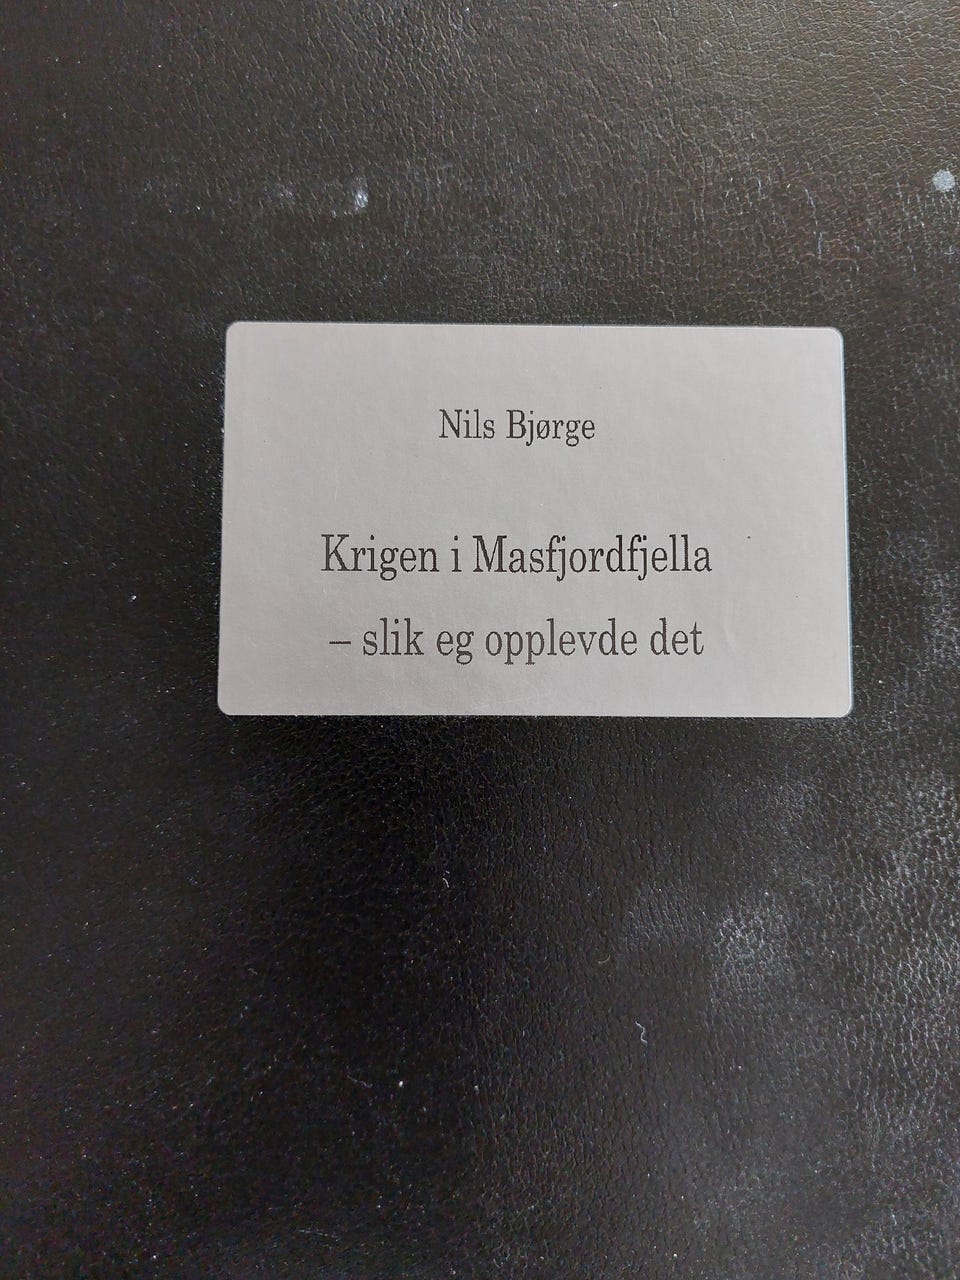 Nils Bjørge
Krigen i Masfjordfjella
– slik eg opplevde det